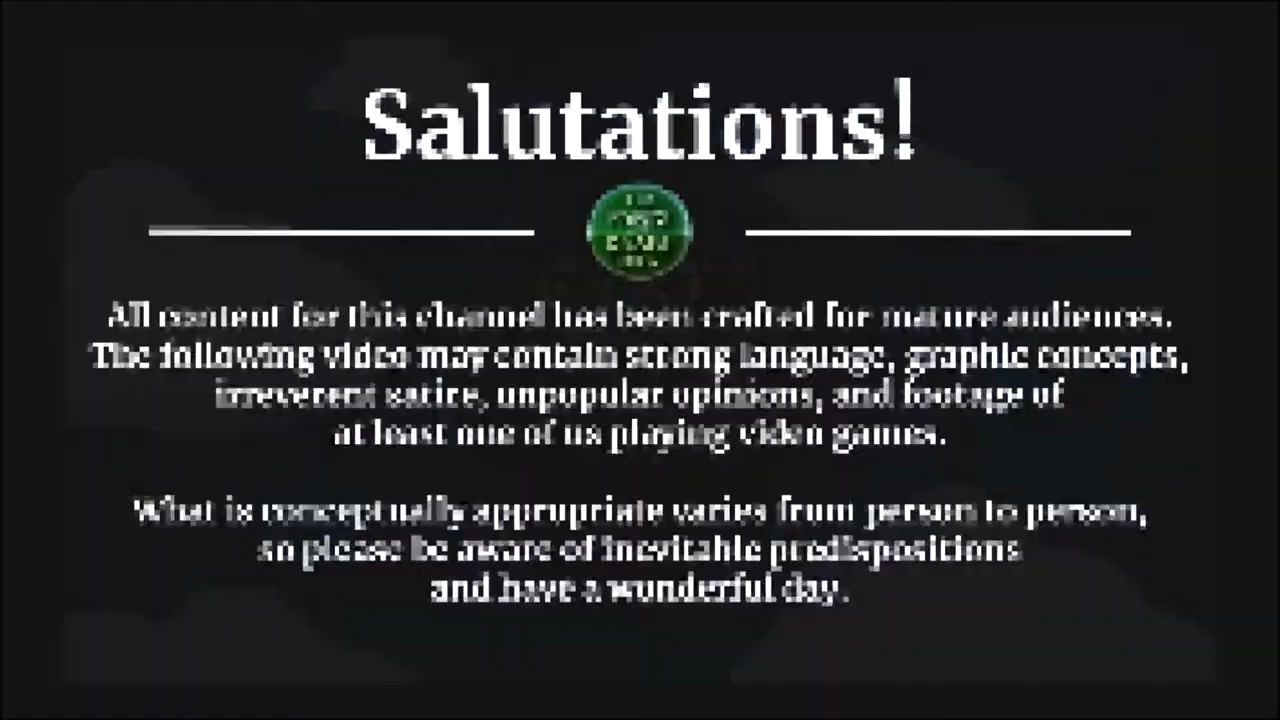 Salutations!
All content for this channel has been crafted for mature audiences.
The following video may contain strong language, graphic concepts,
irreverent satire, unpopular opinions, and footage of
at least one of us playing video games.
What is conceptually appropriate varies from person to person,
so please be aware of inevitable predispositions
and have a wonderful day.